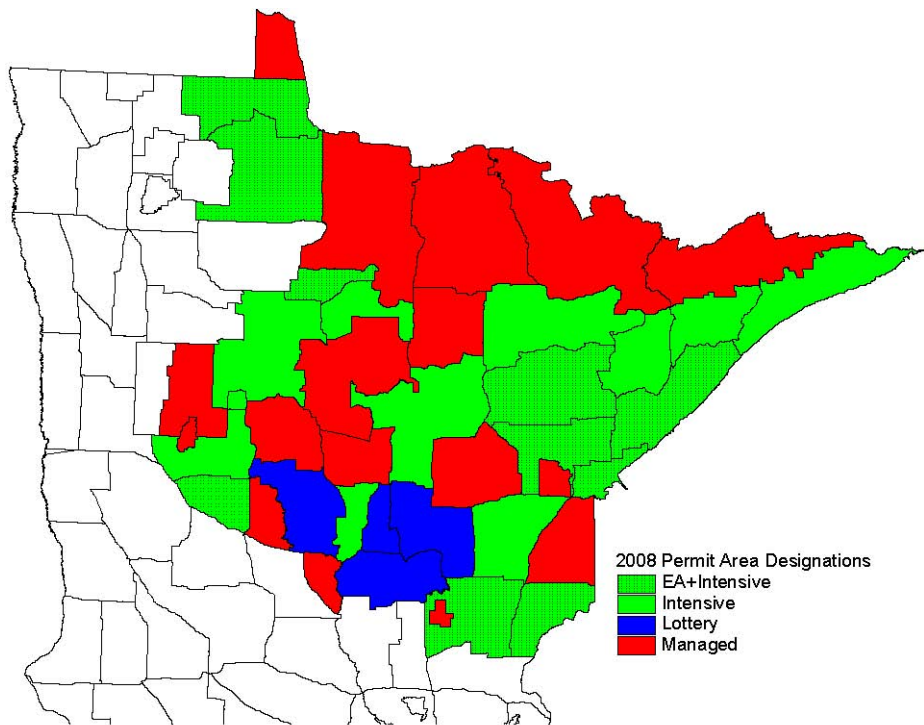 2008 Permit Area Designations
EA+Intensive
Intensive
Lottery
Managed